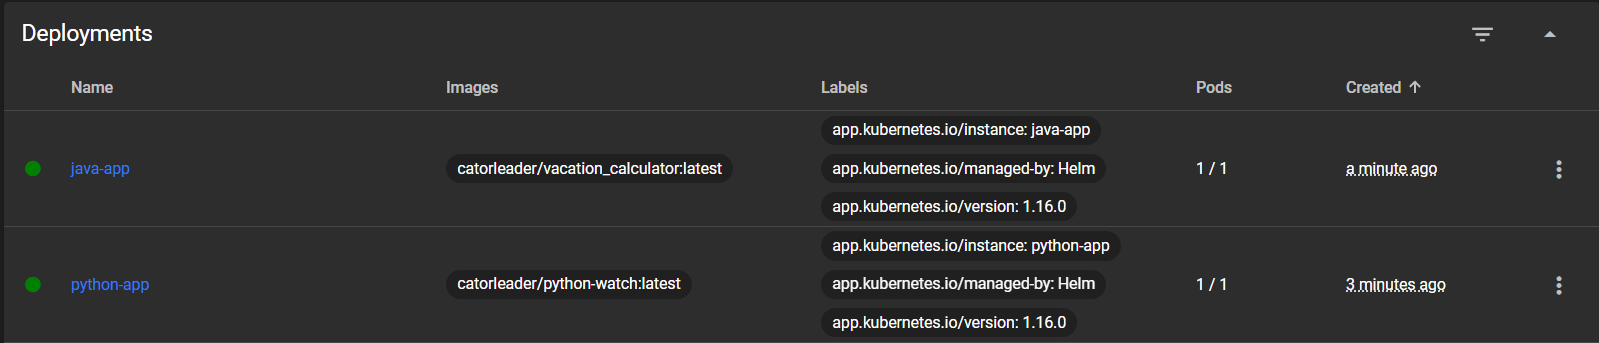 Deployments
Name Images Labels Pods Created
java-app catorleader/vacation_calculator:latest app.kubernetes.io/instance: java-app 1 / 1 a minute ago
app.kubernetes.io/managed-by: Helm
app.kubernetes.io/version: 1.16.0
python-app catorleader/python-watch:latest app.kubernetes.io/instance: python-app 1 / 1 3 minutes ago
app.kubernetes.io/managed-by: Helm
app.kubernetes.io/version: 1.16.0